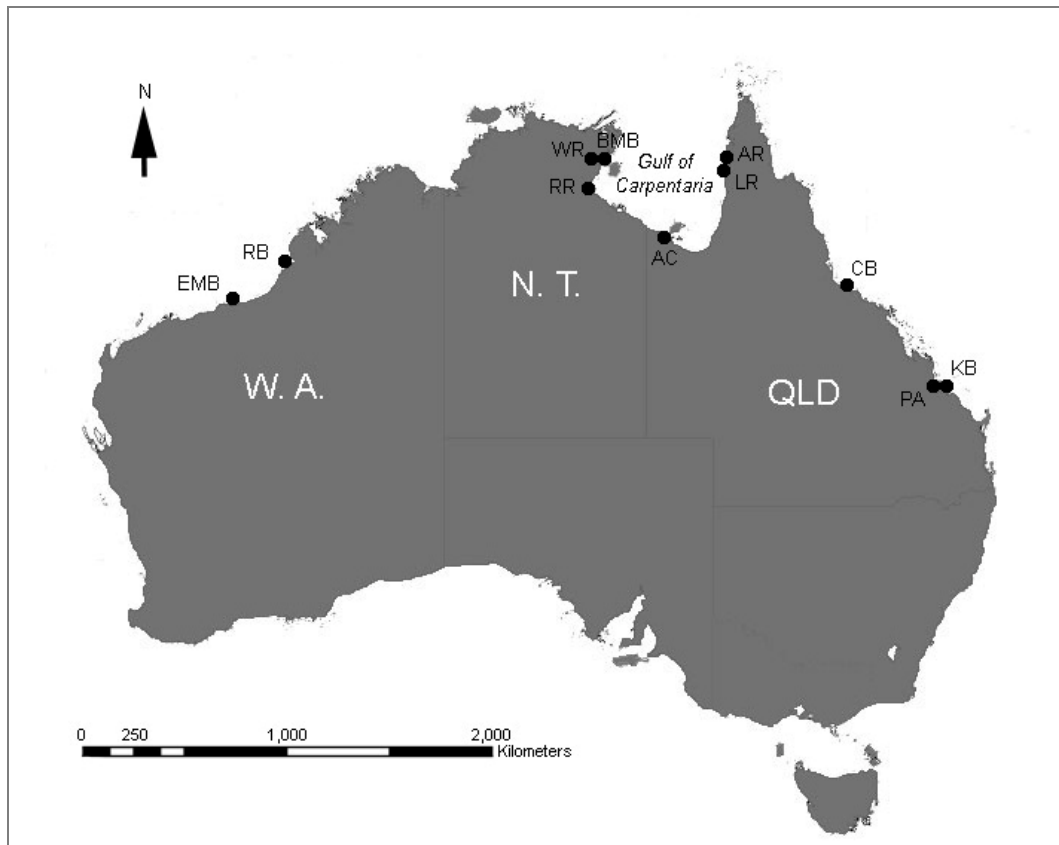 N
WR
BMB
Gulf of
Carpentaria
AR
LR
RR
AC
RB
EMB
CB
N. T.
W. A.
QLD
KB
PA
0
250
1,000
2,000
Kilometers